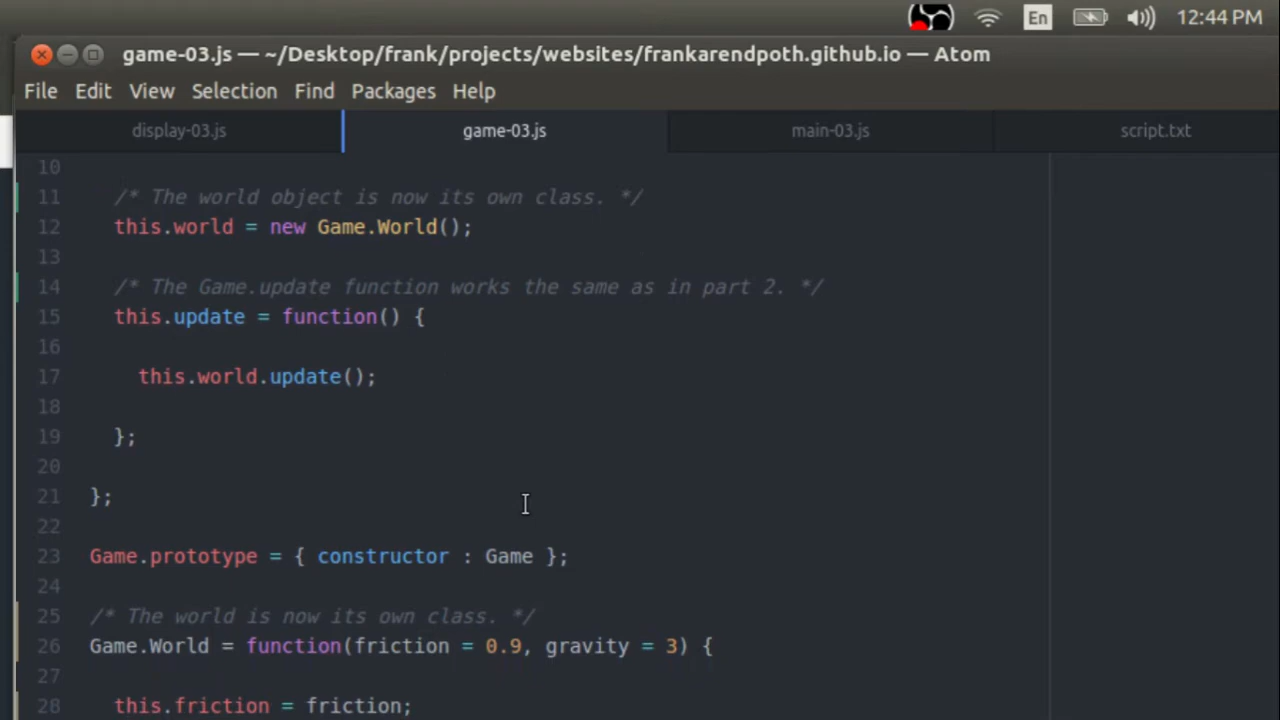 En 12:44 PM
game-03.js — ~/Desktop/frank/projects/websites/frankarendpoth.github.io — Atom
File Edit View Selection Find Packages Help
display-03.js game-03.js main-03.js script.txt
10
11 /* The world object is now its own class. */
12 this.world = new Game.World();
13
14 /* The Game.update function works the same as in part 2. */
15 this.update = function() {
16
17 this.world.update();
18
19 };
20
21 };
22
23 Game.prototype = { constructor : Game };
24
25 /* The world is now its own class. */
26 Game.World = function(friction = 0.9, gravity = 3) {
27
28 this.friction = friction;